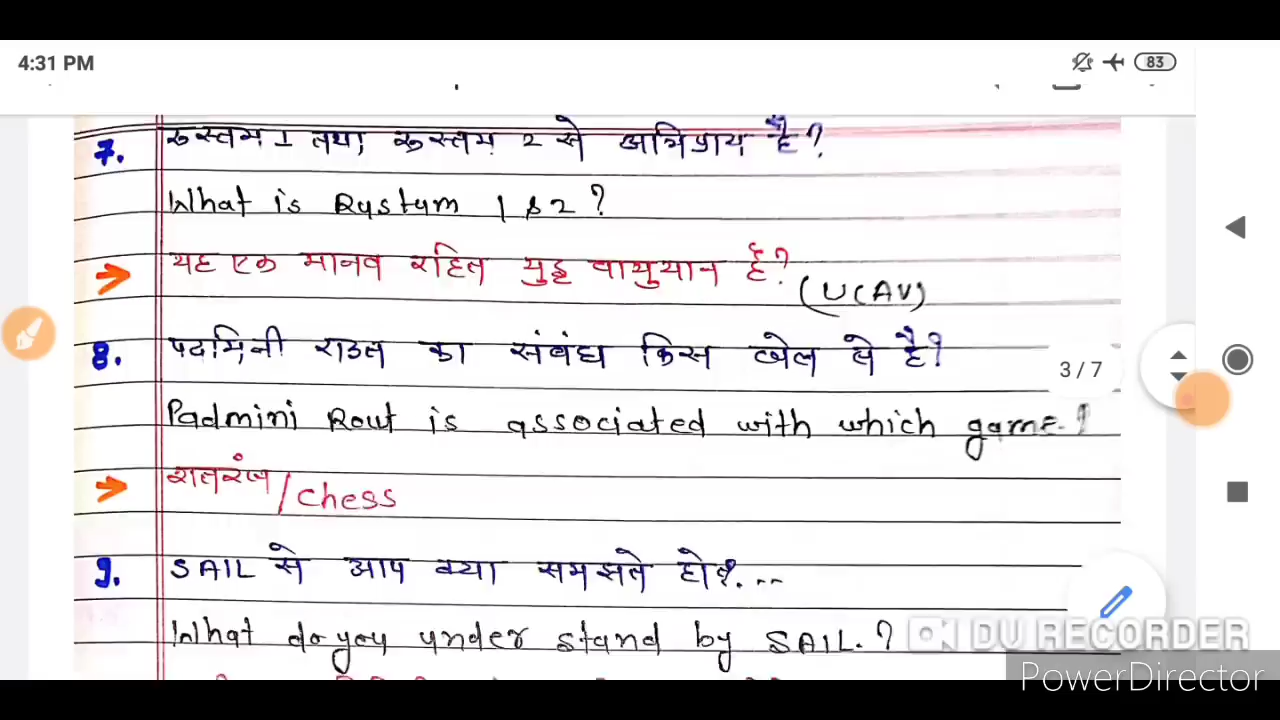 4:31 PM
83
7. रुस्तम 1 तथा रुस्तम 2 से अभिप्राय है?
What is Rustum 1 & 2?
यह एक मानव रहित युद्ध वायुयान है?
(UCAV)
8. पदमिनी राउत का संबंध किस खेल से है?
3/7
Padmini Rout is associated with which game?
शतरंज/Chess
9. SAIL से आप क्या समझते हो?...
What do you under stand by SAIL.?
DU RECORDER
PowerDirector